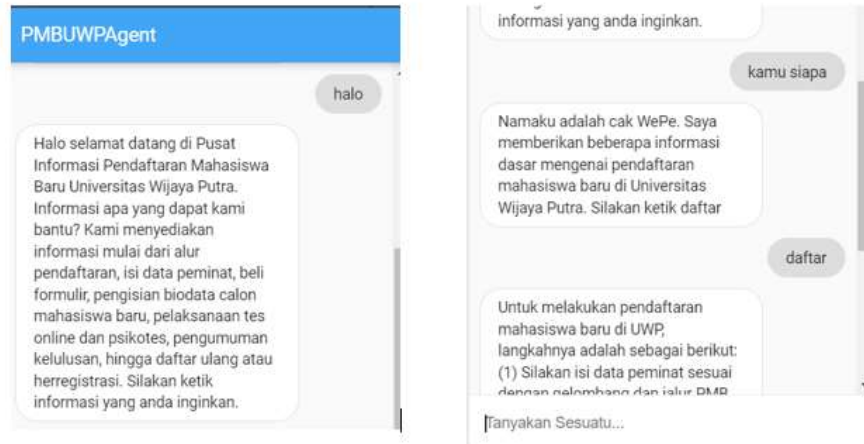 PMBUWPAgent
halo
Halo selamat datang di Pusat
Informasi Pendaftaran Mahasiswa
Baru Universitas Wijaya Putra.
Informasi apa yang dapat kami
bantu? Kami menyediakan
informasi mulai dari alur
pendaftaran, isi data peminat, beli
formulir, pengisian biodata calon
mahasiswa baru, pelaksanaan tes
online dan psikotes, pengumuman
kelulusan, hingga daftar ulang atau
herregistrasi. Silakan ketik
informasi yang anda inginkan.
informasi yang anda inginkan.
kamu siapa
Namaku adalah cak WePe. Saya
memberikan beberapa informasi
dasar mengenai pendaftaran
mahasiswa baru di Universitas
Wijaya Putra. Silakan ketik daftar
daftar
Untuk melakukan pendaftaran
mahasiswa baru di UWP,
langkahnya adalah sebagai berikut:
(1) Silakan isi data peminat sesuai
dengan gelombang dan jalur PMB
Tanyakan Sesuatu...